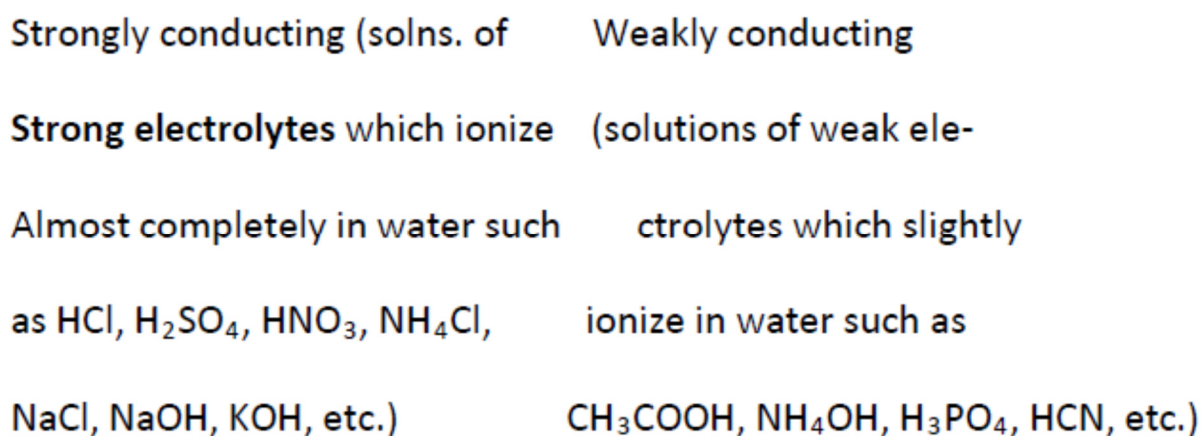 Strongly conducting (solns. of Weakly conducting
Strong electrolytes which ionize (solutions of weak ele-
Almost completely in water such ctrolytes which slightly
as HCl, H₂SO₄, HNO₃, NH₄Cl, ionize in water such as
NaCl, NaOH, KOH, etc.) CH₃COOH, NH₄OH, H₃PO₄, HCN, etc.)